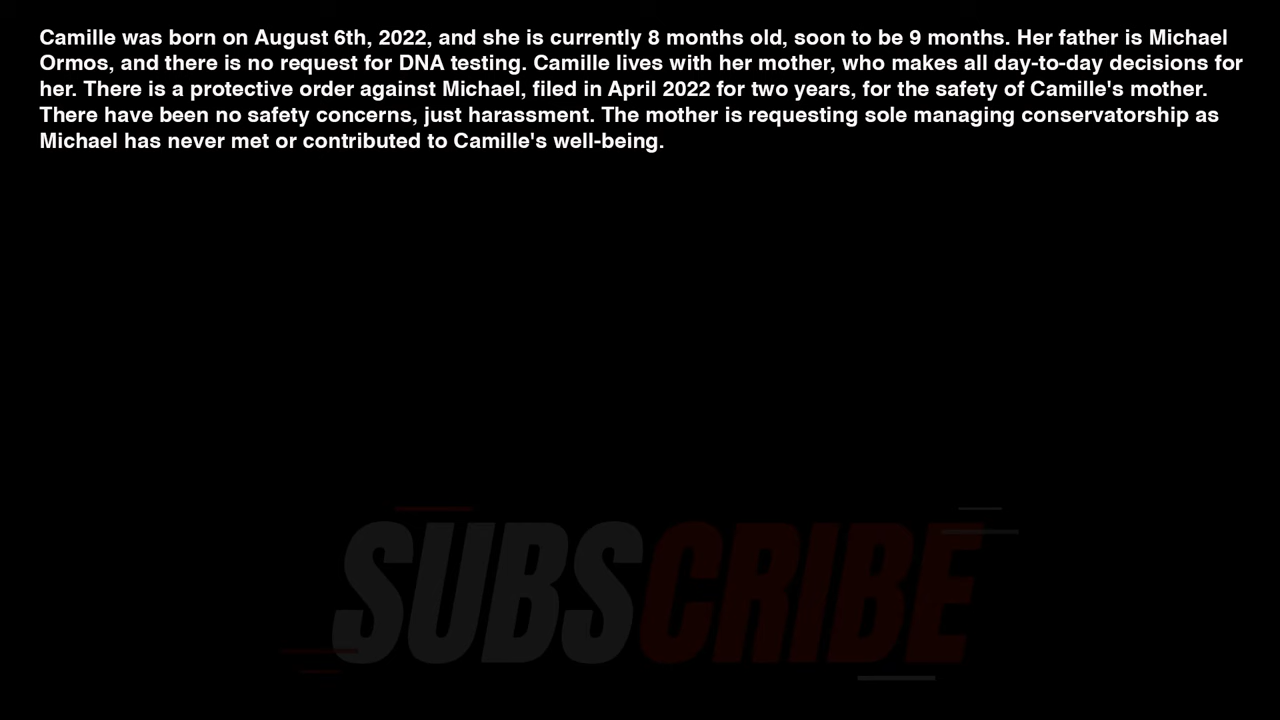 Camille was born on August 6th, 2022, and she is currently 8 months old, soon to be 9 months. Her father is Michael
Ormos, and there is no request for DNA testing. Camille lives with her mother, who makes all day-to-day decisions for
her. There is a protective order against Michael, filed in April 2022 for two years, for the safety of Camille's mother.
There have been no safety concerns, just harassment. The mother is requesting sole managing conservatorship as
Michael has never met or contributed to Camille's well-being.
SUBSCRIBE